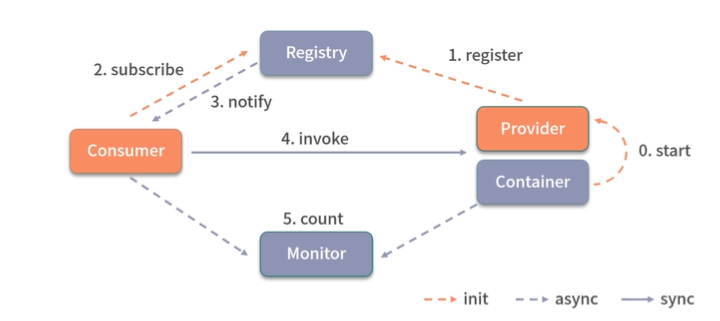 Registry
1. register
2. subscribe
3. notify
Provider
Consumer
4. invoke
0. start
Container
5. count
Monitor
init
async
sync